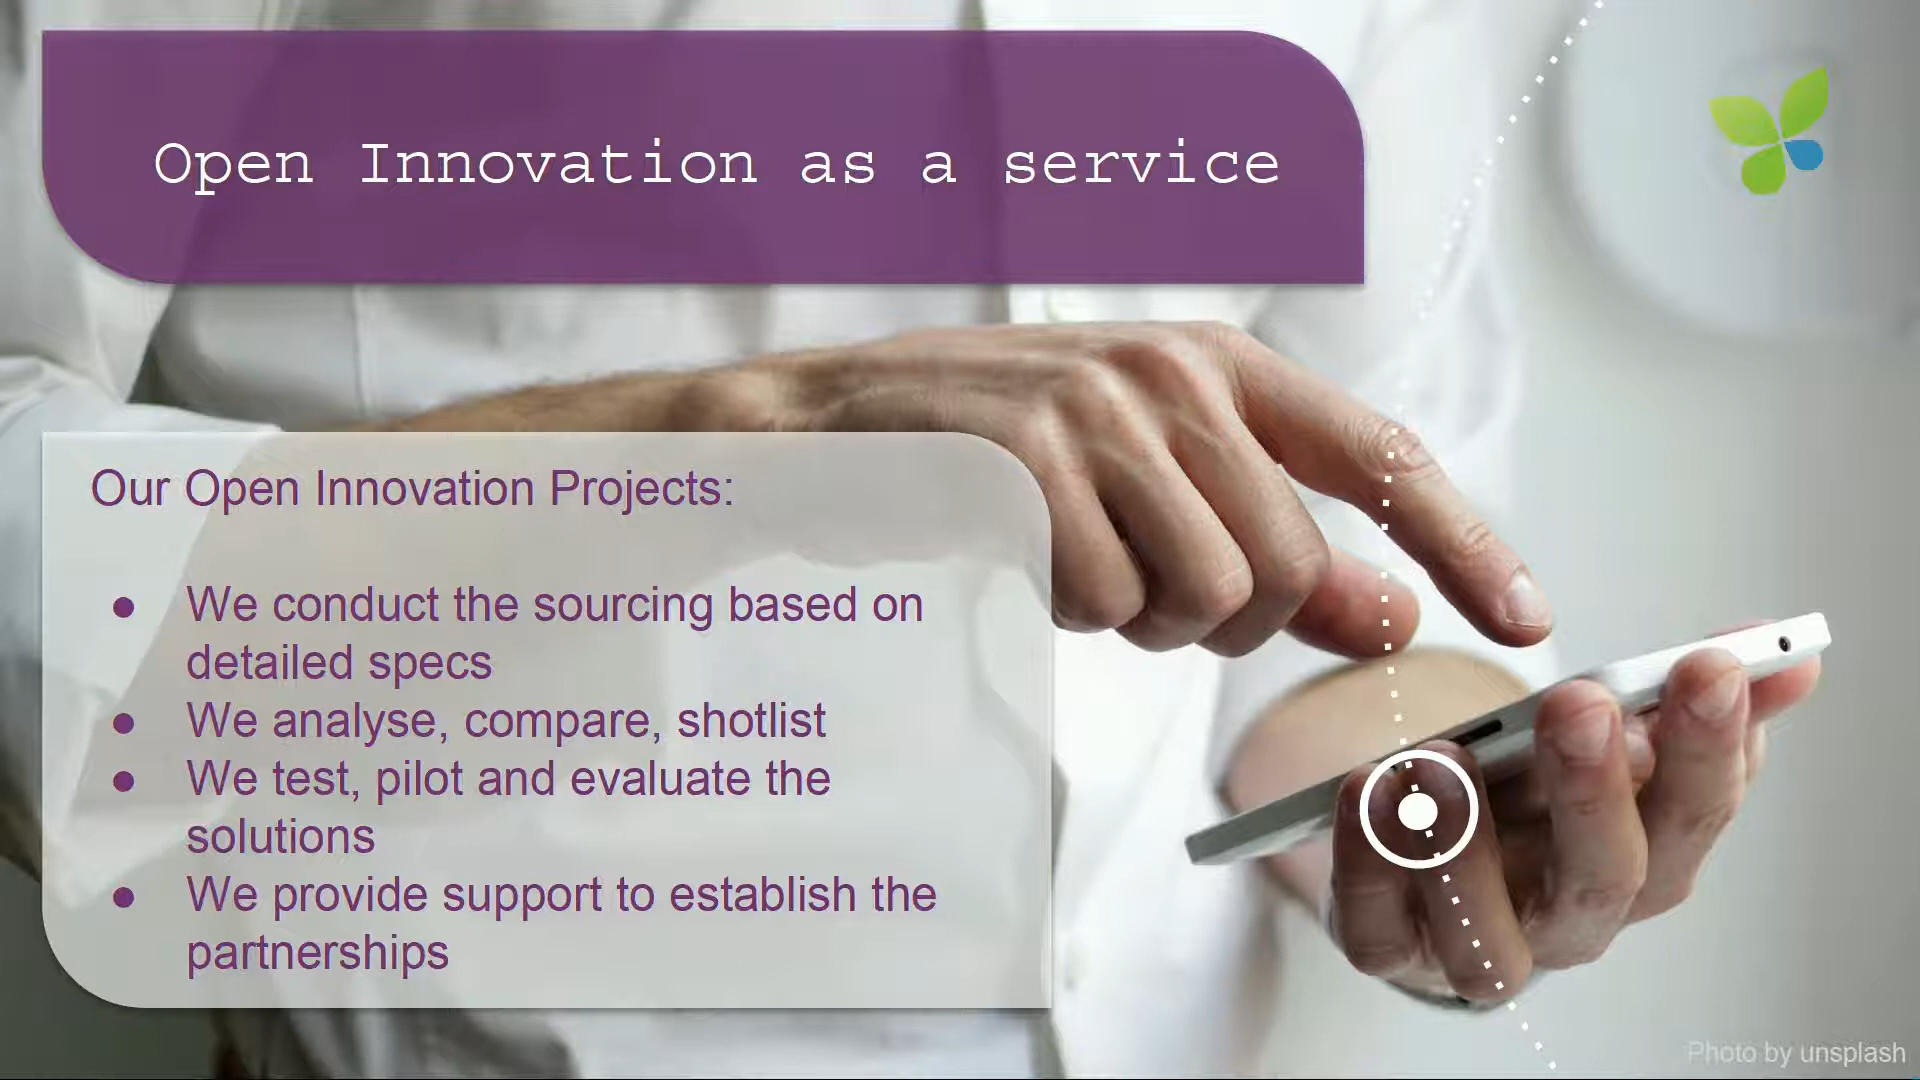 Open Innovation as a service
Our Open Innovation Projects:
● We conduct the sourcing based on
detailed specs
● We analyse, compare, shotlist
● We test, pilot and evaluate the
solutions
● We provide support to establish the
partnerships
Photo by unsplash